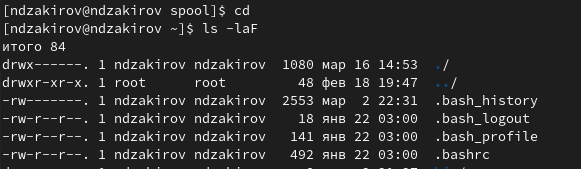 [ndzakirov@ndzakirov spool]$ cd
[ndzakirov@ndzakirov ~]$ ls -laF
итого 84
drwx------. 1 ndzakirov ndzakirov 1080 мар 16 14:53 ./
drwxr-xr-x. 1 root root 48 фев 18 19:47 ../
-rw-------. 1 ndzakirov ndzakirov 2553 мар 2 22:31 .bash_history
-rw-r--r--. 1 ndzakirov ndzakirov 18 янв 22 03:00 .bash_logout
-rw-r--r--. 1 ndzakirov ndzakirov 141 янв 22 03:00 .bash_profile
-rw-r--r--. 1 ndzakirov ndzakirov 492 янв 22 03:00 .bashrc